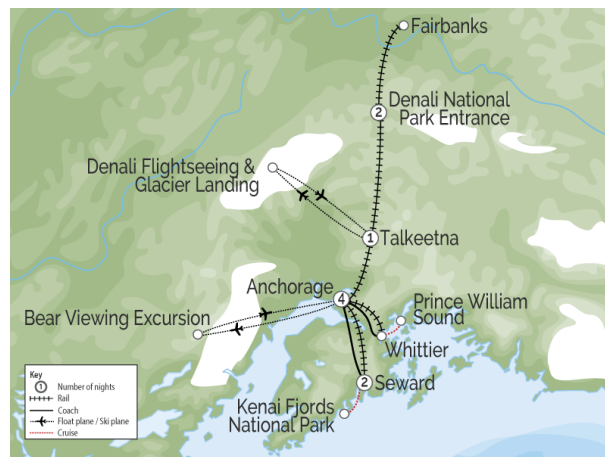 Fairbanks
2
Denali National
Park Entrance
Denali Flightseeing &
Glacier Landing
1
Talkeetna
Anchorage
4
Prince William
Sound
Bear Viewing Excursion
Whittier
2
Seward
Kenai Fjords
National Park
Key
1 Number of nights
Rail
Coach
Float plane / Ski plane
Cruise